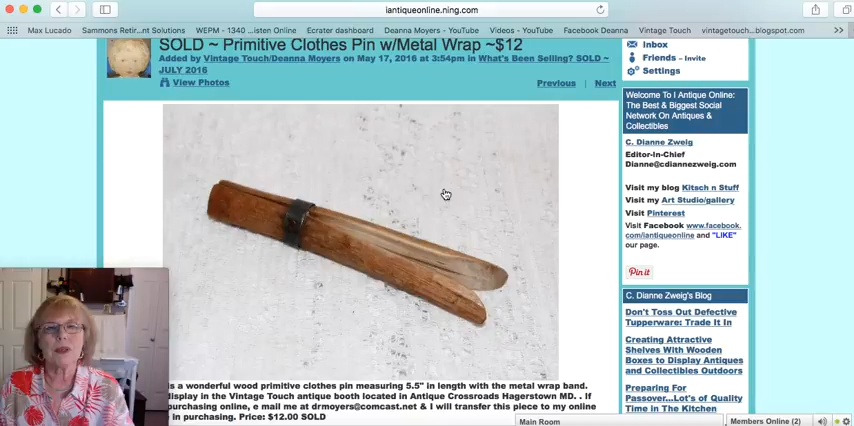 iantiqueonline.ning.com
Max Lucado
Sammons Retir...nt Solutions
WEPM - 1340 ...isten Online
Ecrater dashboard
Deanna Moyers - YouTube
Videos - YouTube
Facebook Deanna
Vintage Touch
vintagetouch...blogspot.com
>>
SOLD ~ Primitive Clothes Pin w/Metal Wrap ~$12
Added by Vintage Touch/Deanna Moyers on May 17, 2016 at 3:54pm in What's Been Selling? SOLD ~
JULY 2016
View Photos
Previous | Next
is a wonderful wood primitive clothes pin measuring 5.5" in length with the metal wrap band.
display in the Vintage Touch antique booth located in Antique Crossroads Hagerstown MD. . If
purchasing online, e mail me at drmoyers@comcast.net & I will transfer this piece to my online
in purchasing. Price: $12.00 SOLD
Inbox
Friends – Invite
Settings
Welcome To I Antique Online:
The Best & Biggest Social
Network On Antiques &
Collectibles
C. Dianne Zweig
Editor-In-Chief
Dianne@cdiannezweig.com
Visit my blog Kitsch n Stuff
Visit my Art Studio/gallery
Visit Pinterest
Visit Facebook www.facebook.
com/iantiqueonline and "LIKE"
our page.
Pin it
C. Dianne Zweig's Blog
Don't Toss Out Defective
Tupperware: Trade It In
Creating Attractive
Shelves With Wooden
Boxes to Display Antiques
and Collectibles Outdoors
Preparing For
Passover...Lot's of Quality
Time in The Kitchen
Main Room
Members Online (2)